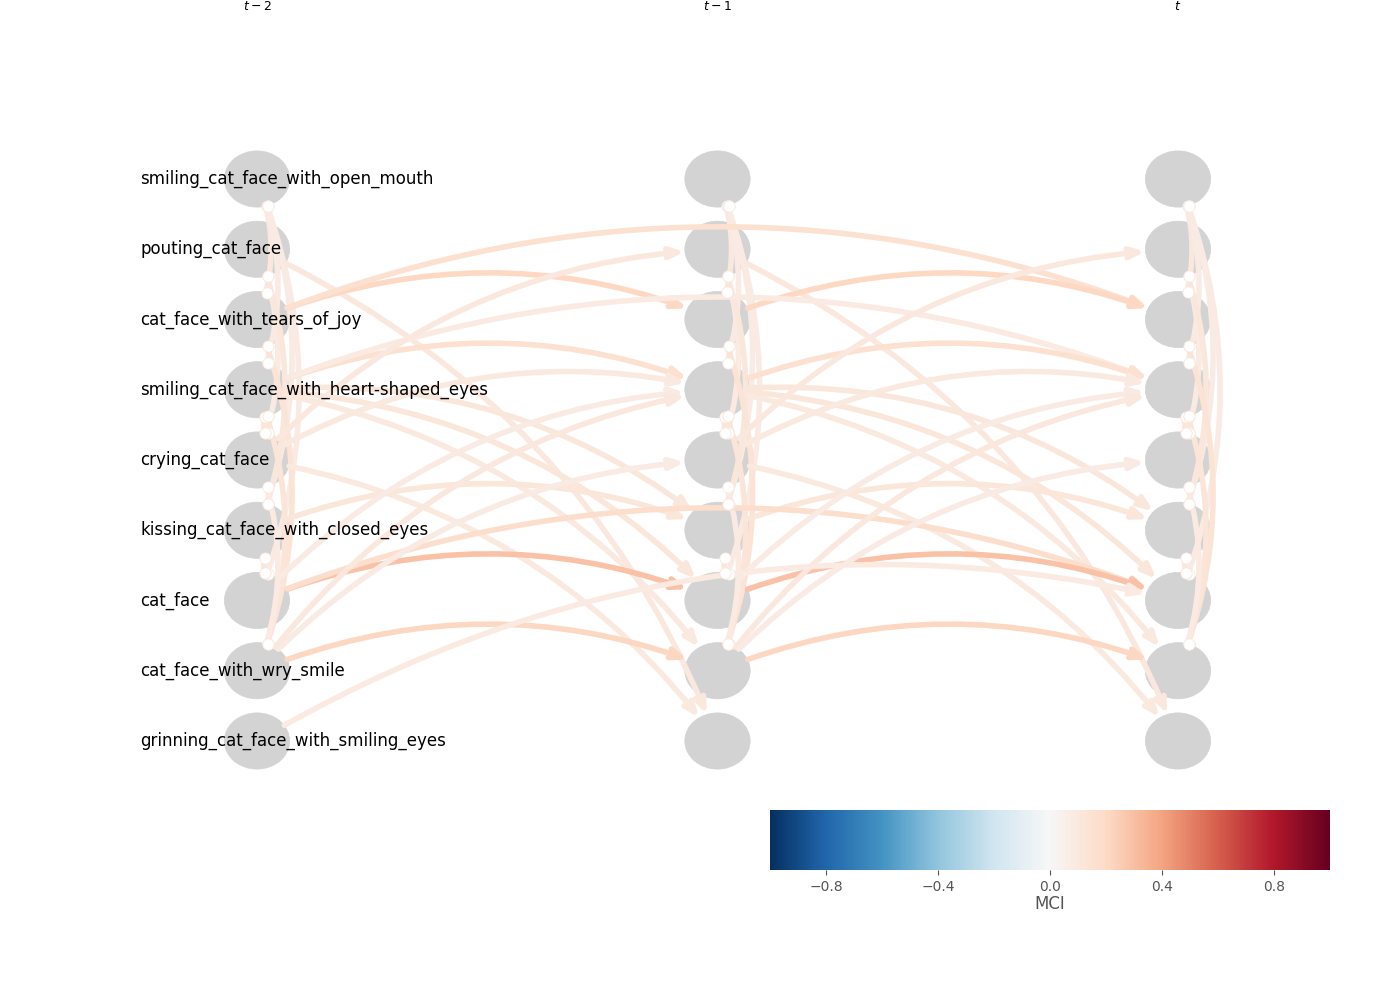 t − 2 t − 1 t
smiling_cat_face_with_open_mouth
pouting_cat_face
cat_face_with_tears_of_joy
smiling_cat_face_with_heart-shaped_eyes
crying_cat_face
kissing_cat_face_with_closed_eyes
cat_face
cat_face_with_wry_smile
grinning_cat_face_with_smiling_eyes
−0.8 −0.4 0.0 0.4 0.8
MCI